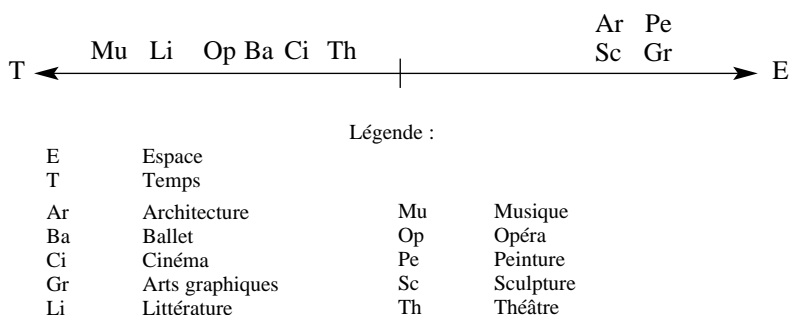 Ar Pe
Mu Li Op Ba Ci Th Sc Gr
T E
Légende :
E Espace
T Temps
Ar Architecture Mu Musique
Ba Ballet Op Opéra
Ci Cinéma Pe Peinture
Gr Arts graphiques Sc Sculpture
Li Littérature Th Théâtre